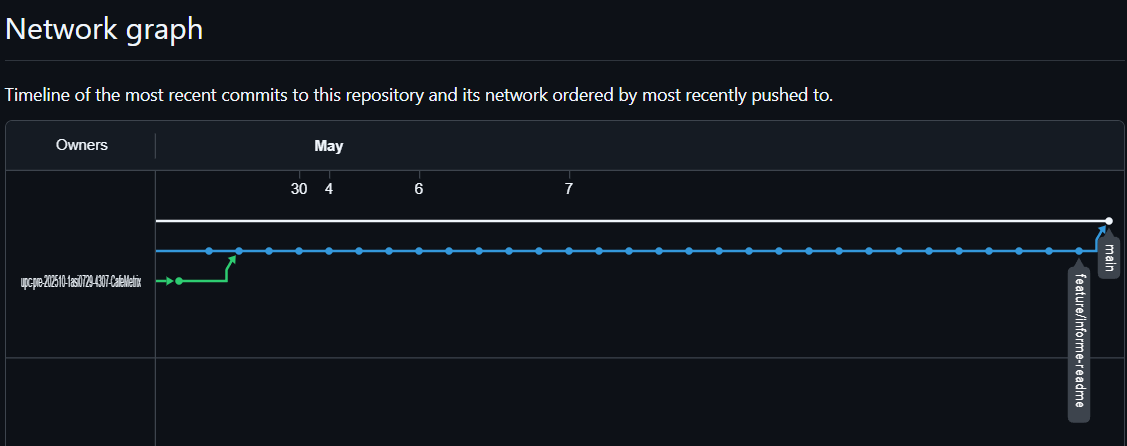 Network graph
Timeline of the most recent commits to this repository and its network ordered by most recently pushed to.
Owners
May
30 4 6 7
upc-pre-202510-1asi0729-4307-CafeMetrix
main
feature/informe-readme